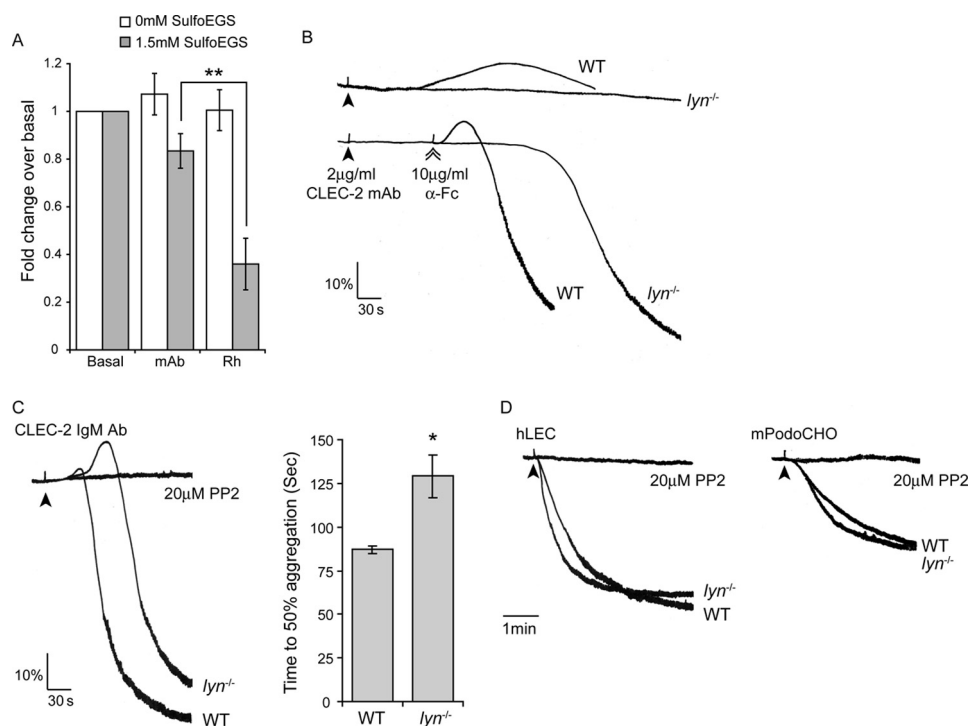 0mM SulfoEGS
1.5mM SulfoEGS
A
1.2
1
0.8
0.6
0.4
0.2
0
Fold change over basal
**
Basal
mAb
Rh
B
WT
lyn-/-
2µg/ml
CLEC-2 mAb
10µg/ml
α-Fc
WT
lyn-/-
10%
30 s
C
CLEC-2 IgM Ab
20µM PP2
lyn-/-
WT
10%
30 s
150
125
100
75
50
25
0
Time to 50% aggregation (Sec)
*
WT
lyn-/-
D
hLEC
20µM PP2
lyn-/-
WT
1min
mPodoCHO
20µM PP2
WT
lyn-/-